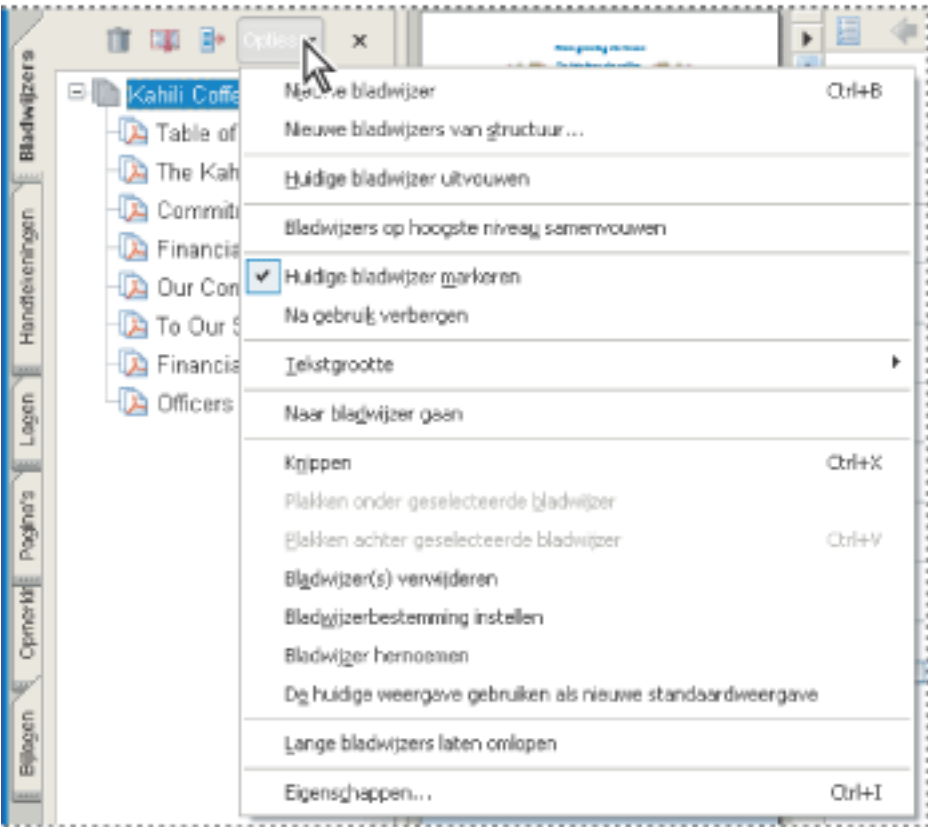 Opties
Bladwijzers
Handtekeningen
Lagen
Pagina's
Opmerkin
Bijlagen
Kahili Coffe
Table of
The Kah
Commit
Financia
Our Con
To Our S
Financia
Officers
Nieuwe bladwijzer Ctrl+B
Nieuwe bladwijzers van structuur...
Huidige bladwijzer uitvouwen
Bladwijzers op hoogste niveau samenvouwen
Huidige bladwijzer markeren
Na gebruik verbergen
Tekstgrootte
Naar bladwijzer gaan
Knippen Ctrl+X
Plakken onder geselecteerde bladwijzer
Plakken achter geselecteerde bladwijzer Ctrl+V
Bladwijzer(s) verwijderen
Bladwijzerbestemming instellen
Bladwijzer hernoemen
De huidige weergave gebruiken als nieuwe standaardweergave
Lange bladwijzers laten omlopen
Eigenschappen... Ctrl+I